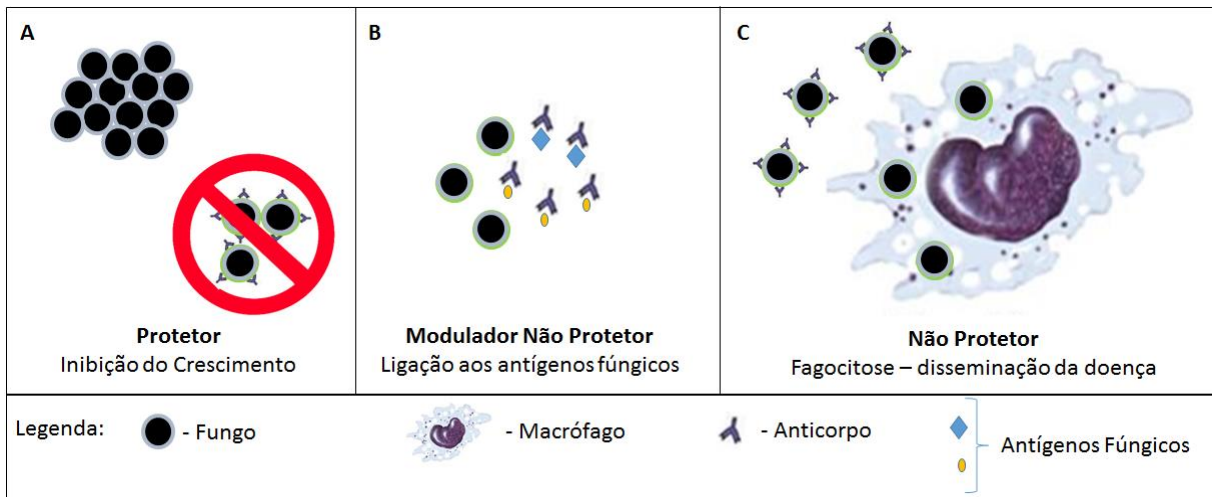 A
Protetor
Inibição do Crescimento
B
Modulador Não Protetor
Ligação aos antígenos fúngicos
C
Não Protetor
Fagocitose – disseminação da doença
Legenda:
- Fungo
- Macrófago
- Anticorpo
Antígenos Fúngicos